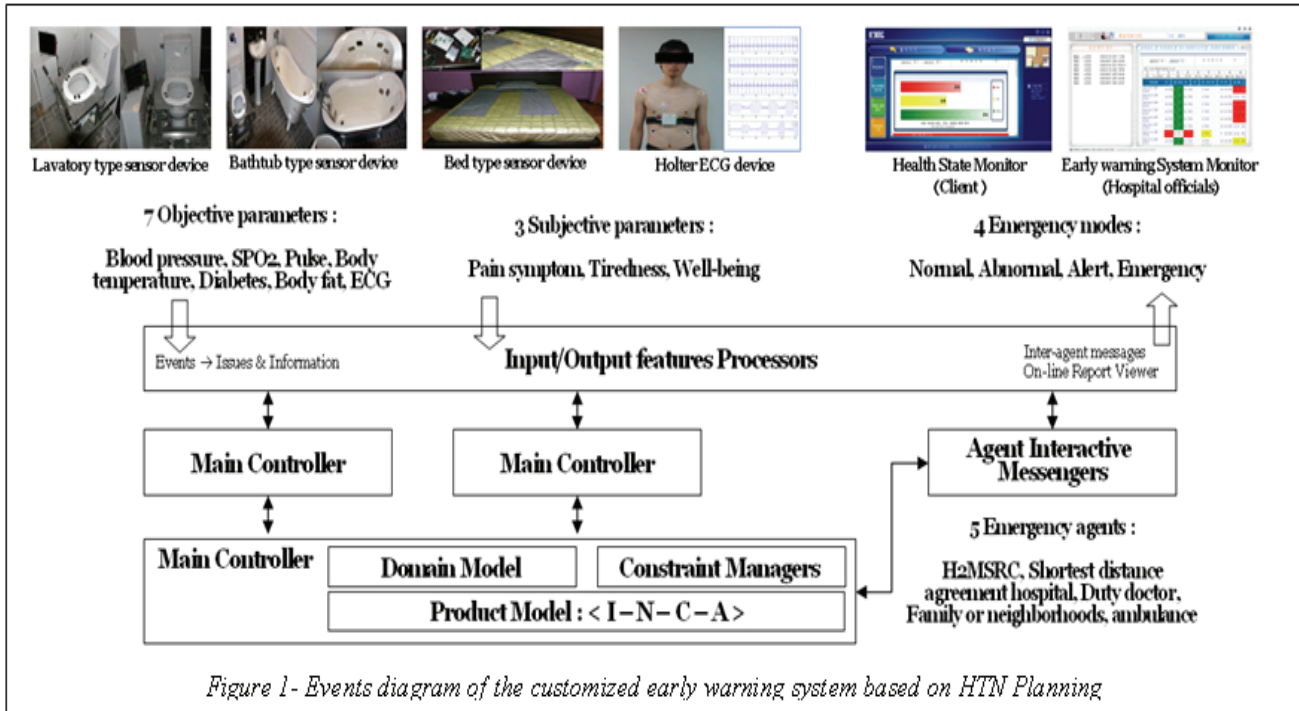 Lavatory type sensor device
Bathtub type sensor device
Bed type sensor device
Holter ECG device
Health State Monitor
(Client )
Early warning System Monitor
(Hospital officials)
7 Objective parameters :
Blood pressure, SPO2, Pulse, Body
temperature, Diabetes, Body fat, ECG
3 Subjective parameters :
Pain symptom, Tiredness, Well-being
4 Emergency modes :
Normal, Abnormal, Alert, Emergency
Events → Issues & Information
Input/Output features Processors
Inter-agent messages
On-line Report Viewer
Main Controller
Main Controller
Agent Interactive
Messengers
Main Controller
Domain Model
Constraint Managers
Product Model : < I – N – C – A >
5 Emergency agents :
H2MSRC, Shortest distance
agreement hospital, Duty doctor,
Family or neighborhoods, ambulance
Figure 1- Events diagram of the customized early warning system based on HTN Planning